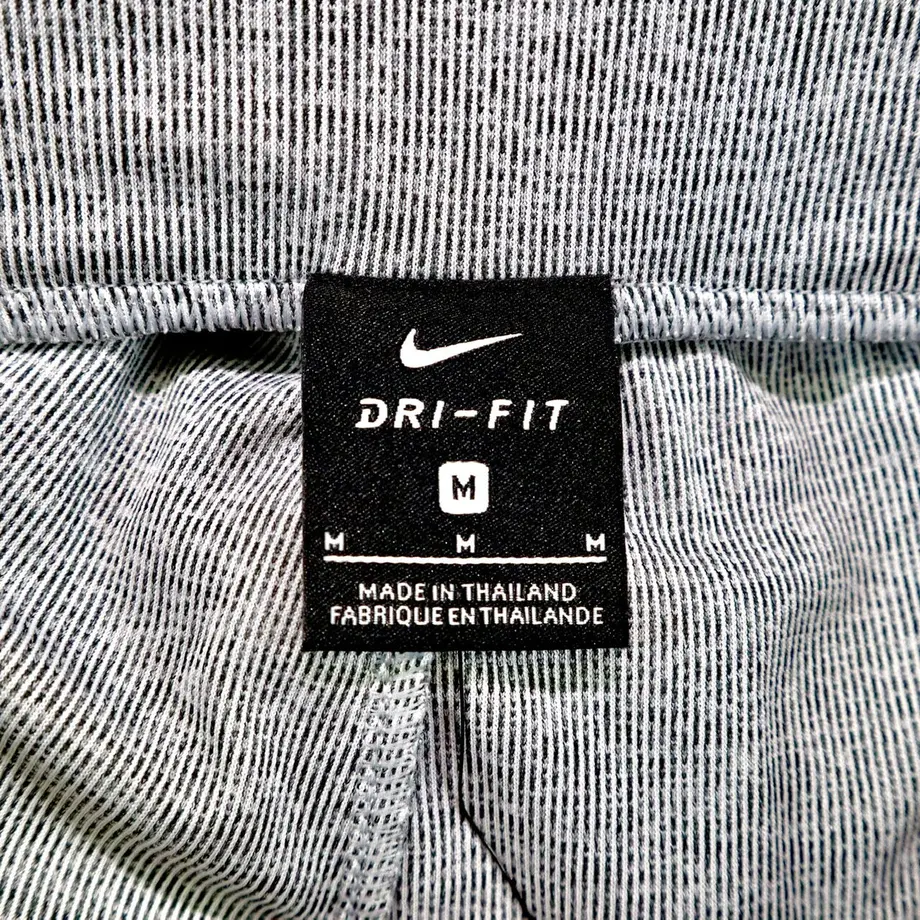 DRI-FIT
M
M M M
MADE IN THAILAND
FABRIQUE EN THAILANDE